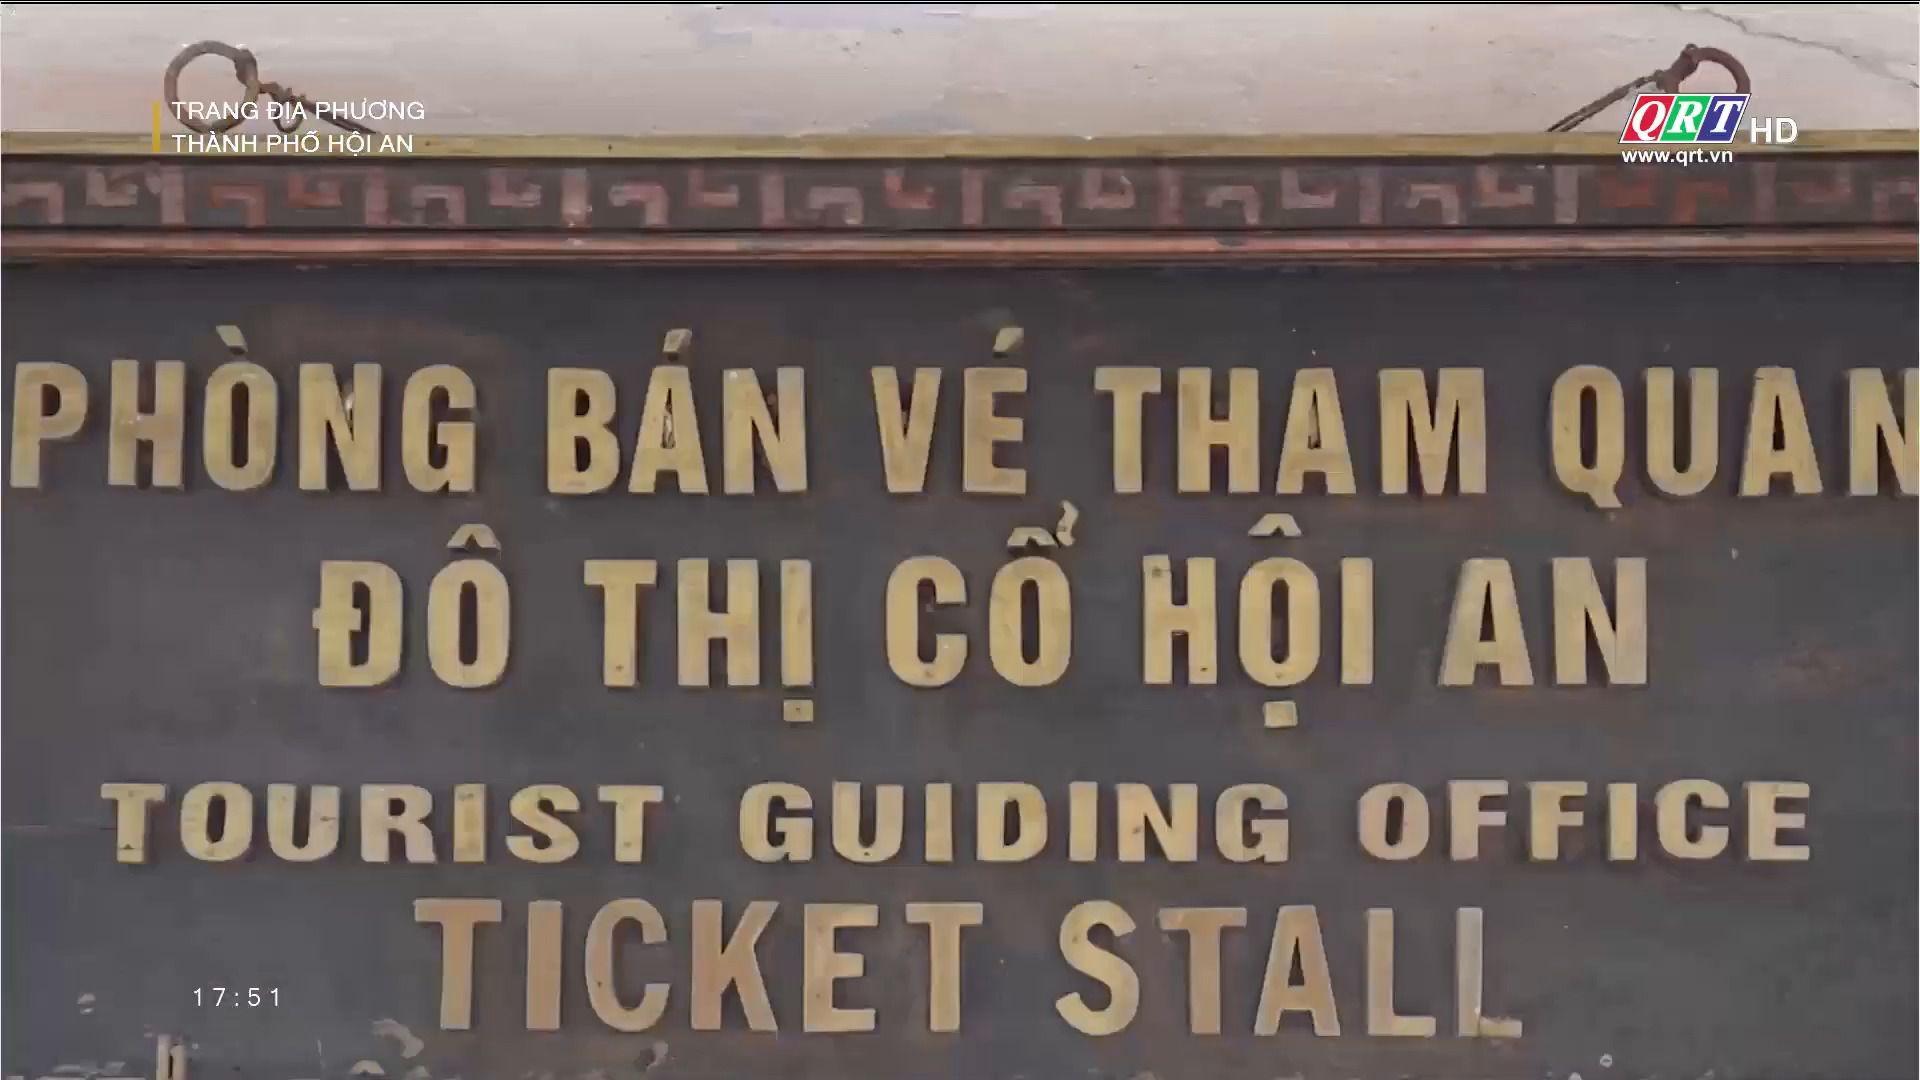 TRANG ĐỊA PHƯƠNG
THÀNH PHỐ HỘI AN
QRT HD
www.qrt.vn
PHÒNG BÁN VÉ THAM QUAN
ĐÔ THỊ CỔ HỘI AN
TOURIST GUIDING OFFICE
TICKET STALL
17:51